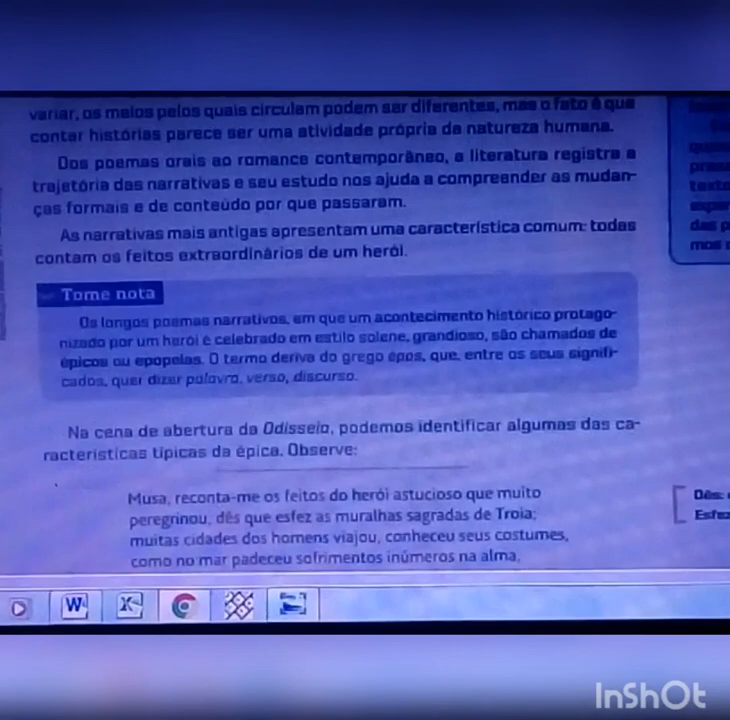 variar, os meios pelos quais circulam podem ser diferentes, mas o fato é que
contar histórias parece ser uma atividade própria da natureza humana.
Dos poemas orais ao romance contemporâneo, a literatura registra a
trajetória das narrativas e seu estudo nos ajuda a compreender as mudan-
ças formais e de conteúdo por que passaram.
As narrativas mais antigas apresentam uma característica comum: todas
contam os feitos extraordinários de um herói.
Tome nota
Os longos poemas narrativos, em que um acontecimento histórico protago-
nizado por um herói é celebrado em estilo solene, grandioso, são chamados de
épicos ou epopeias. O termo deriva do grego épos, que, entre os seus signifi-
cados, quer dizer palavra, verso, discurso.
Na cena de abertura da Odisseia, podemos identificar algumas das ca-
racterísticas típicas da épica. Observe:
Musa, reconta-me os feitos do herói astucioso que muito
peregrinou, dês que esfez as muralhas sagradas de Troia;
muitas cidades dos homens viajou, conheceu seus costumes,
como no mar padeceu sofrimentos inúmeros na alma,
Dês:
Esfez
das p
mos
W
X
InShOt